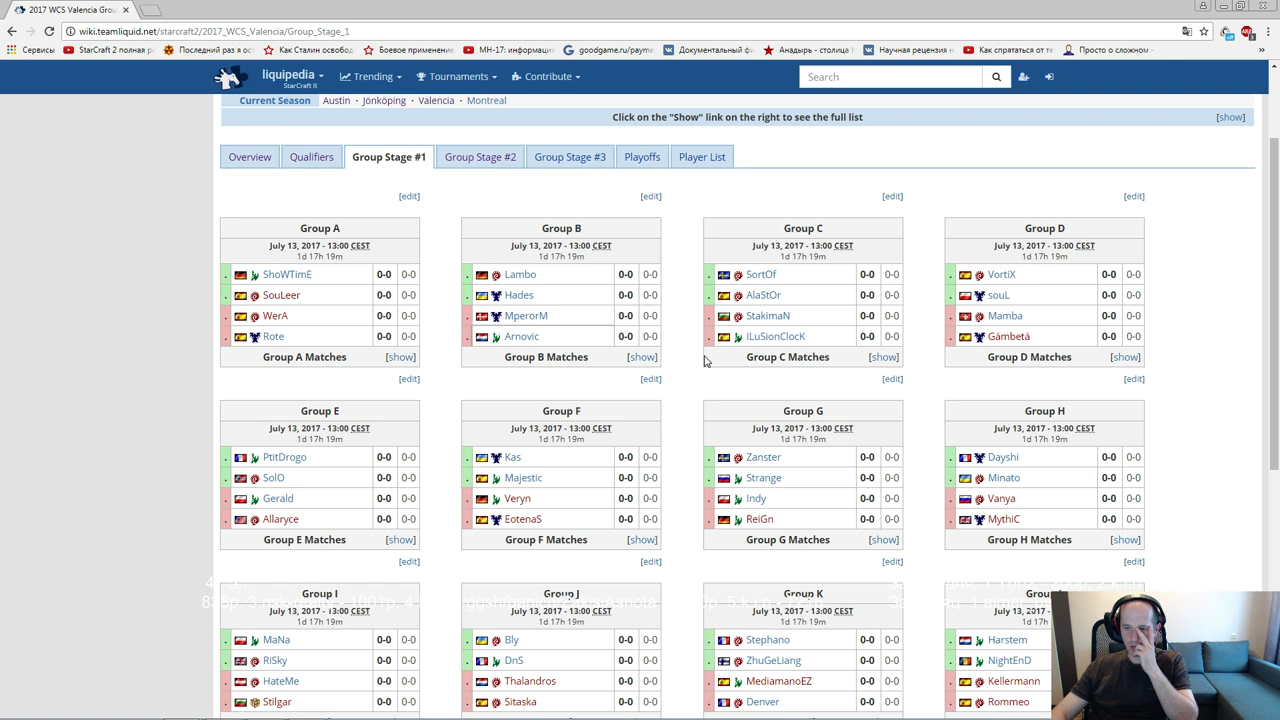 2017 WCS Valencia Grou
wiki.teamliquid.net/starcraft2/2017_WCS_Valencia/Group_Stage_1
Сервисы StarCraft 2 полная р Последний раз я ос Как Сталин освобод Боевое применение МН-17: информаци goodgame.ru/payme Документальный ф Анадырь - столица Научная рецензия н Как спрятаться от те Просто о сложном -
liquipedia StarCraft II Trending Tournaments Contribute Search
Current Season Austin · Jönköping · Valencia · Montreal
Click on the "Show" link on the right to see the full list [show]
Overview Qualifiers Group Stage #1 Group Stage #2 Group Stage #3 Playoffs Player List
[edit] [edit] [edit] [edit]
Group A Group B Group C Group D
July 13, 2017 - 13:00 CEST July 13, 2017 - 13:00 CEST July 13, 2017 - 13:00 CEST July 13, 2017 - 13:00 CEST
1d 17h 19m 1d 17h 19m 1d 17h 19m 1d 17h 19m
ShoWTimE 0-0 0-0 Lambo 0-0 0-0 SortOf 0-0 0-0 VortiX 0-0 0-0
SouLeer 0-0 0-0 Hades 0-0 0-0 AlaStOr 0-0 0-0 souL 0-0 0-0
WerA 0-0 0-0 MperorM 0-0 0-0 StakimaN 0-0 0-0 Mamba 0-0 0-0
Rote 0-0 0-0 Arnovic 0-0 0-0 ILuSionClocK 0-0 0-0 Gámbetá 0-0 0-0
Group A Matches [show] Group B Matches [show] Group C Matches [show] Group D Matches [show]
[edit] [edit] [edit] [edit]
Group E Group F Group G Group H
July 13, 2017 - 13:00 CEST July 13, 2017 - 13:00 CEST July 13, 2017 - 13:00 CEST July 13, 2017 - 13:00 CEST
1d 17h 19m 1d 17h 19m 1d 17h 19m 1d 17h 19m
PtitDrogo 0-0 0-0 Kas 0-0 0-0 Zanster 0-0 0-0 Dayshi 0-0 0-0
SolO 0-0 0-0 Majestic 0-0 0-0 Strange 0-0 0-0 Minato 0-0 0-0
Gerald 0-0 0-0 Veryn 0-0 0-0 Indy 0-0 0-0 Vanya 0-0 0-0
Allaryce 0-0 0-0 EotenaS 0-0 0-0 ReiGn 0-0 0-0 MythiC 0-0 0-0
Group E Matches [show] Group F Matches [show] Group G Matches [show] Group H Matches [show]
[edit] [edit] [edit] [edit]
Group I Group J Group K
July 13, 2017 - 13:00 CEST July 13, 2017 - 13:00 CEST July 13, 2017 - 13:00 CEST
1d 17h 19m 1d 17h 19m 1d 17h 19m
MaNa 0-0 0-0 Bly 0-0 0-0 Stephano 0-0 0-0 Harstem
RiSky 0-0 0-0 DnS 0-0 0-0 ZhuGeLiang 0-0 0-0 NightEnD
HateMe 0-0 0-0 Thalandros 0-0 0-0 MediamanoEZ 0-0 0-0 Kellermann
Stilgar 0-0 0-0 Sitaska 0-0 0-0 Denver 0-0 0-0 Rommeo